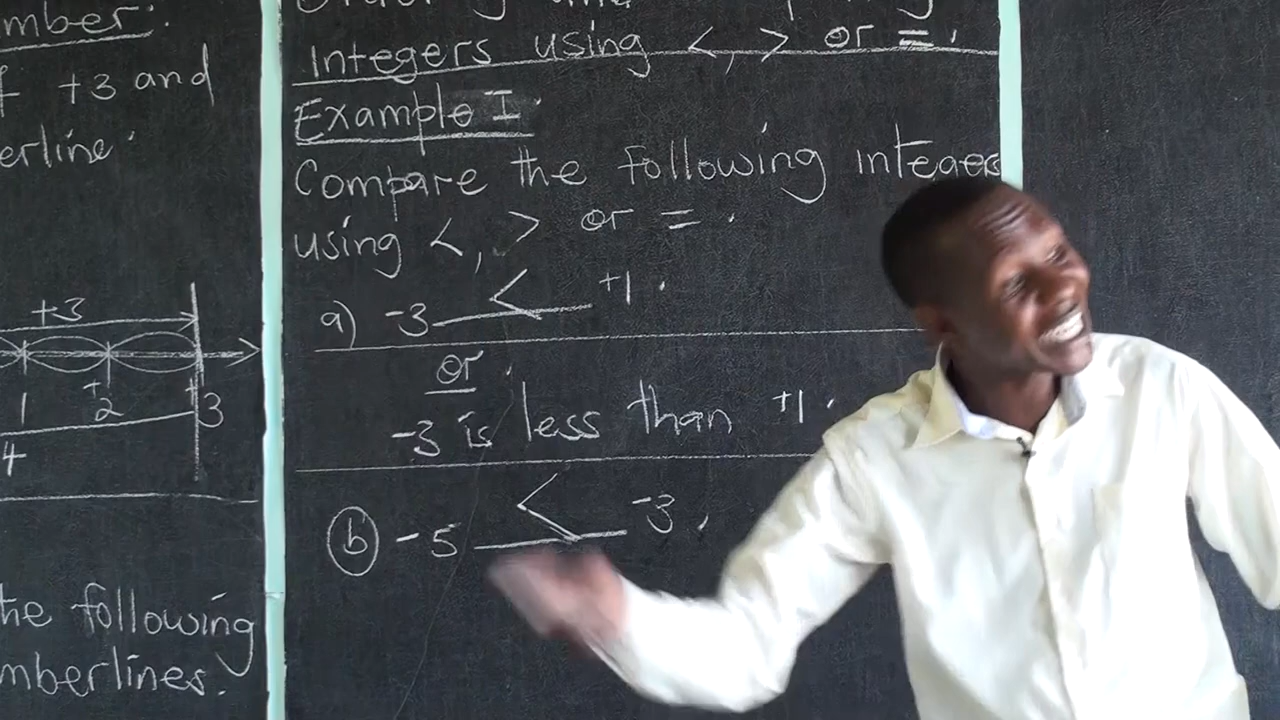 mber:
f +3 and
erline.
+3
1 +2 +3
4
he following
mberlines.
Integers using <, > or =.
Example I.
Compare the following integers
using <, > or =.
a) -3 < +1.
or
-3 is less than +1.
(b) -5 < -3,